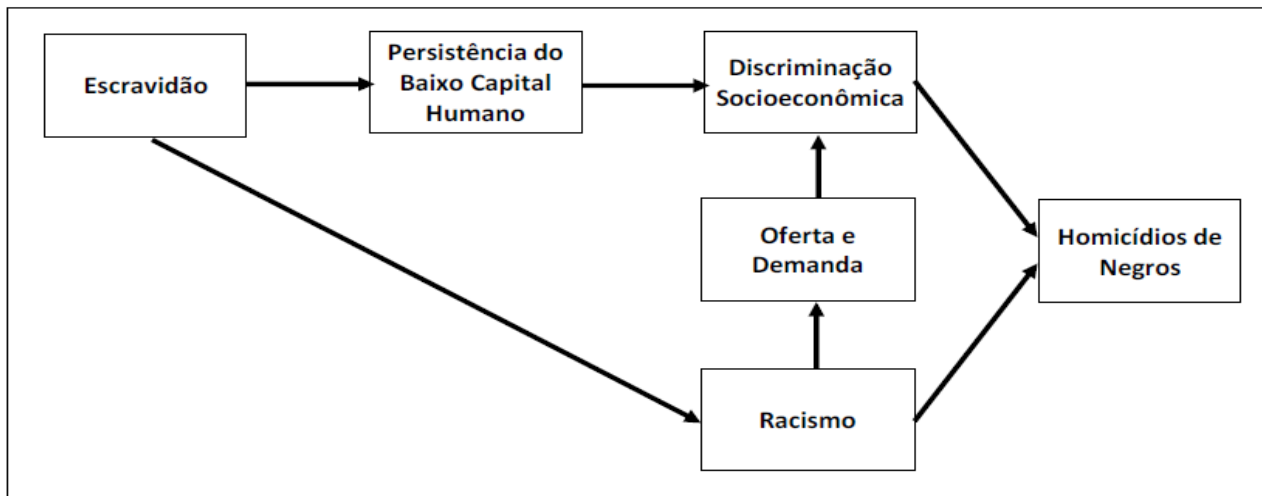 Escravidão
Persistência do
Baixo Capital
Humano
Discriminação
Socioeconômica
Oferta e
Demanda
Homicídios de
Negros
Racismo